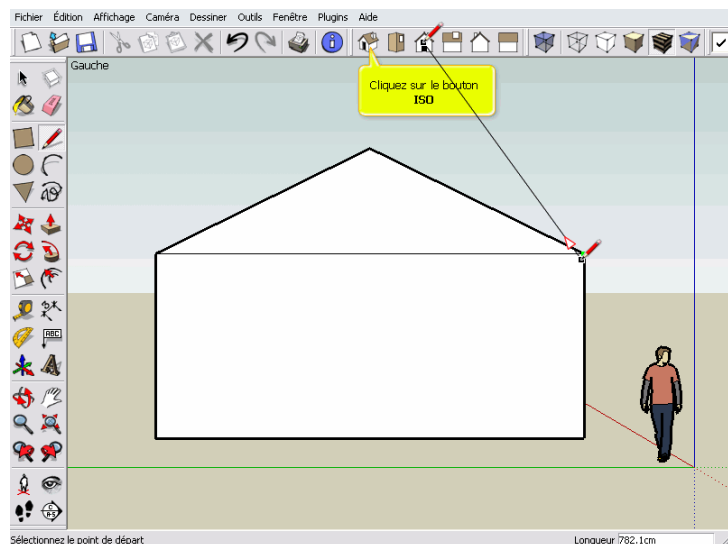 Fichier Édition Affichage Caméra Dessiner Outils Fenêtre Plugins Aide
Gauche
Cliquez sur le bouton
ISO
ABC
Sélectionnez le point de départ
Longueur 782.1cm